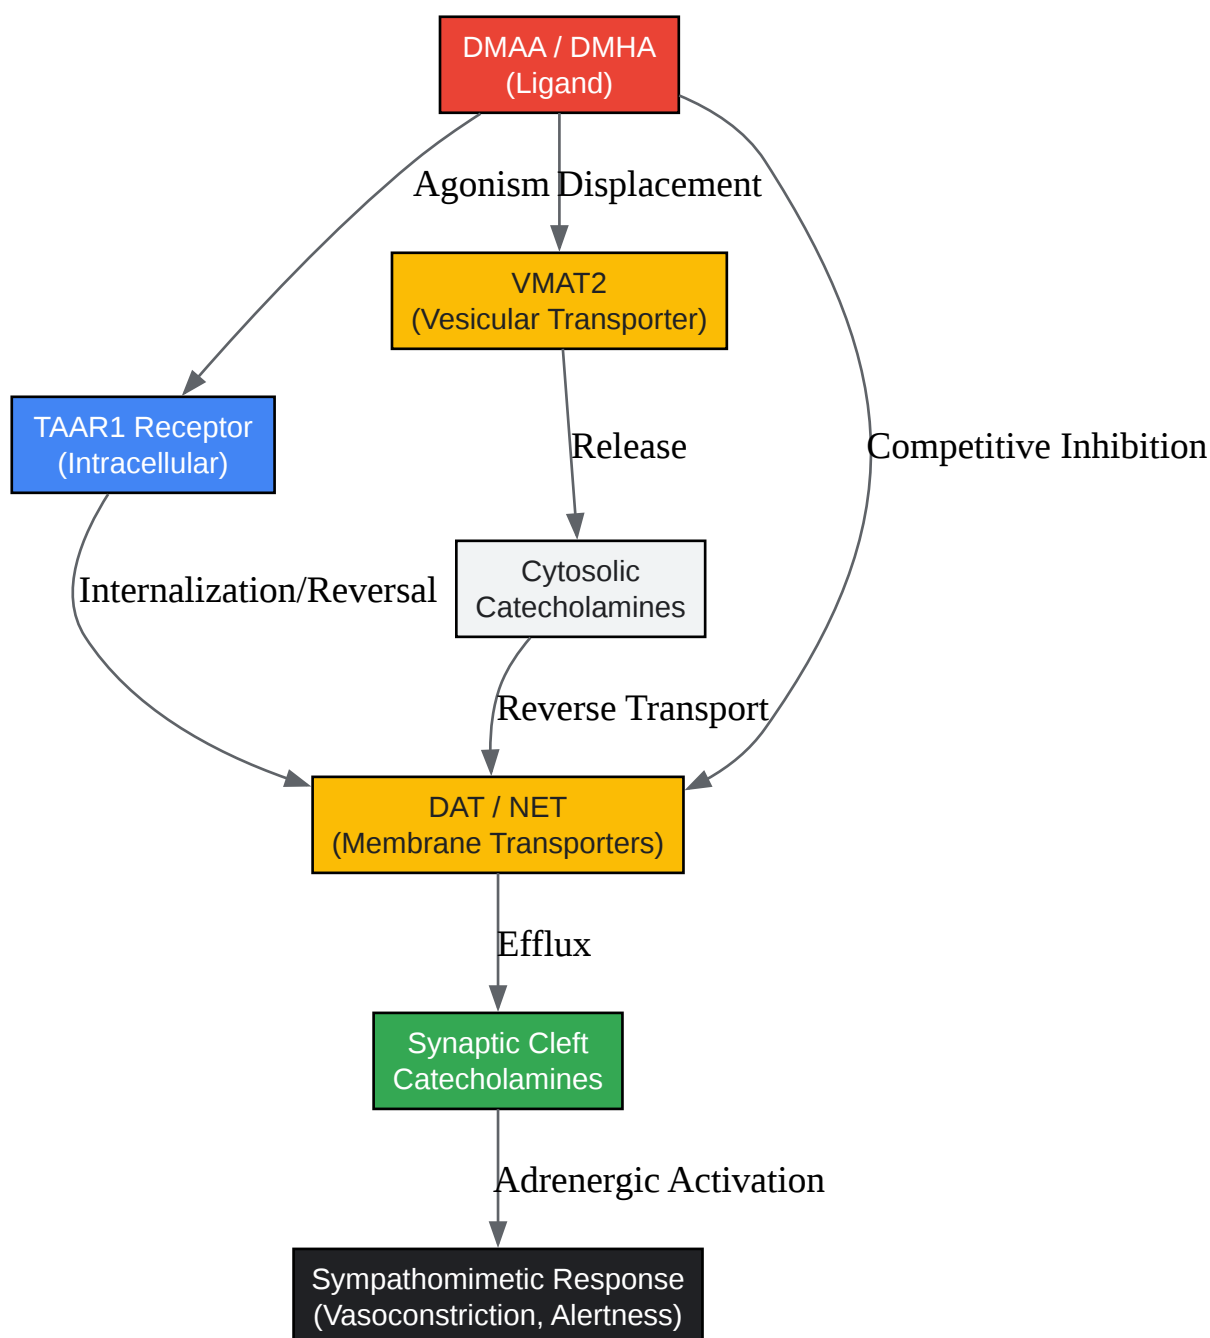 DMAA / DMHA
(Ligand)
Agonism
Displacement
VMAT2
(Vesicular Transporter)
TAAR1 Receptor
(Intracellular)
Release
Competitive Inhibition
Cytosolic
Catecholamines
Internalization/Reversal
Reverse Transport
DAT / NET
(Membrane Transporters)
Efflux
Synaptic Cleft
Catecholamines
Adrenergic Activation
Sympathomimetic Response
(Vasoconstriction, Alertness)